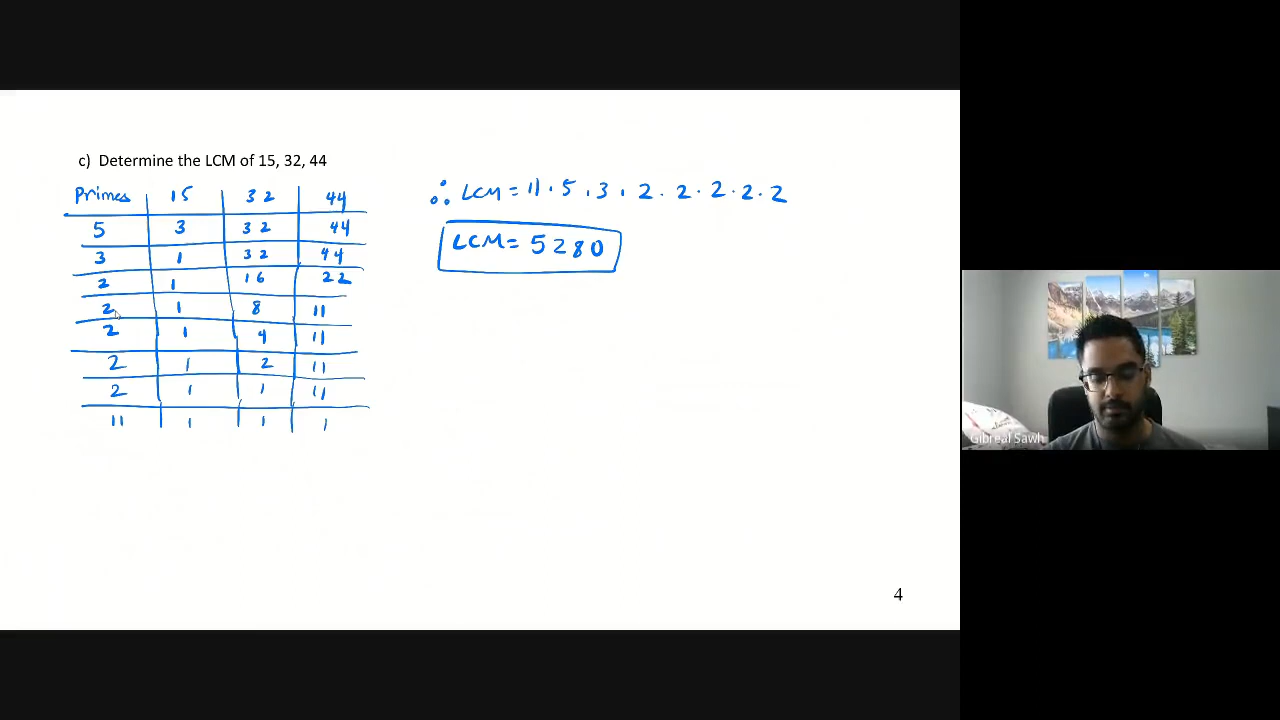 c) Determine the LCM of 15, 32, 44
Primes 15 32 44
5 3 32 44
3 1 32 44
2 1 16 22
2 1 8 11
2 1 4 11
2 1 2 11
2 1 1 11
11 1 1 1
∴ LCM = 11 · 5 · 3 · 2 · 2 · 2 · 2 · 2
LCM = 5280
Gibreal Sawh
4